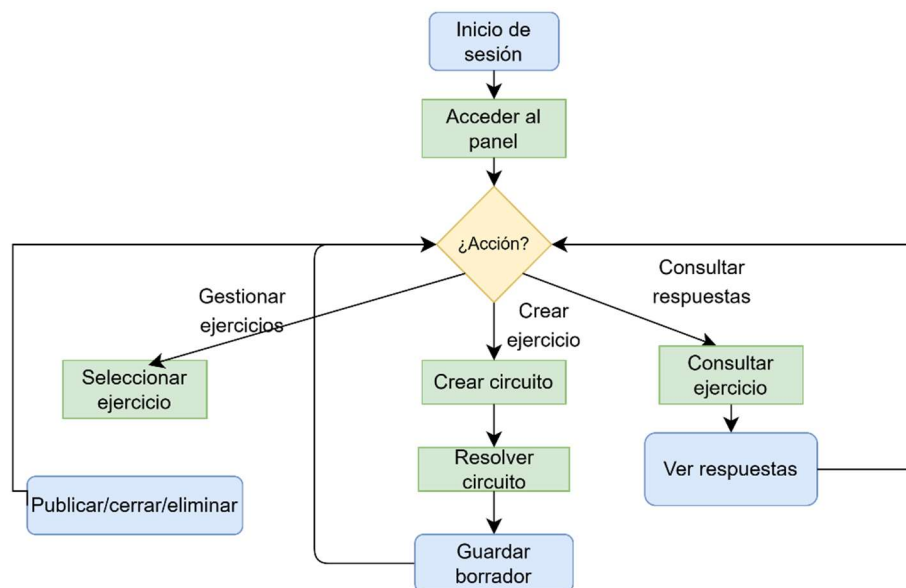 Inicio de
sesión
Acceder al
panel
¿Acción?
Gestionar
ejercicios
Crear
ejercicio
Consultar
respuestas
Seleccionar
ejercicio
Crear circuito
Consultar
ejercicio
Resolver
circuito
Ver respuestas
Publicar/cerrar/eliminar
Guardar
borrador